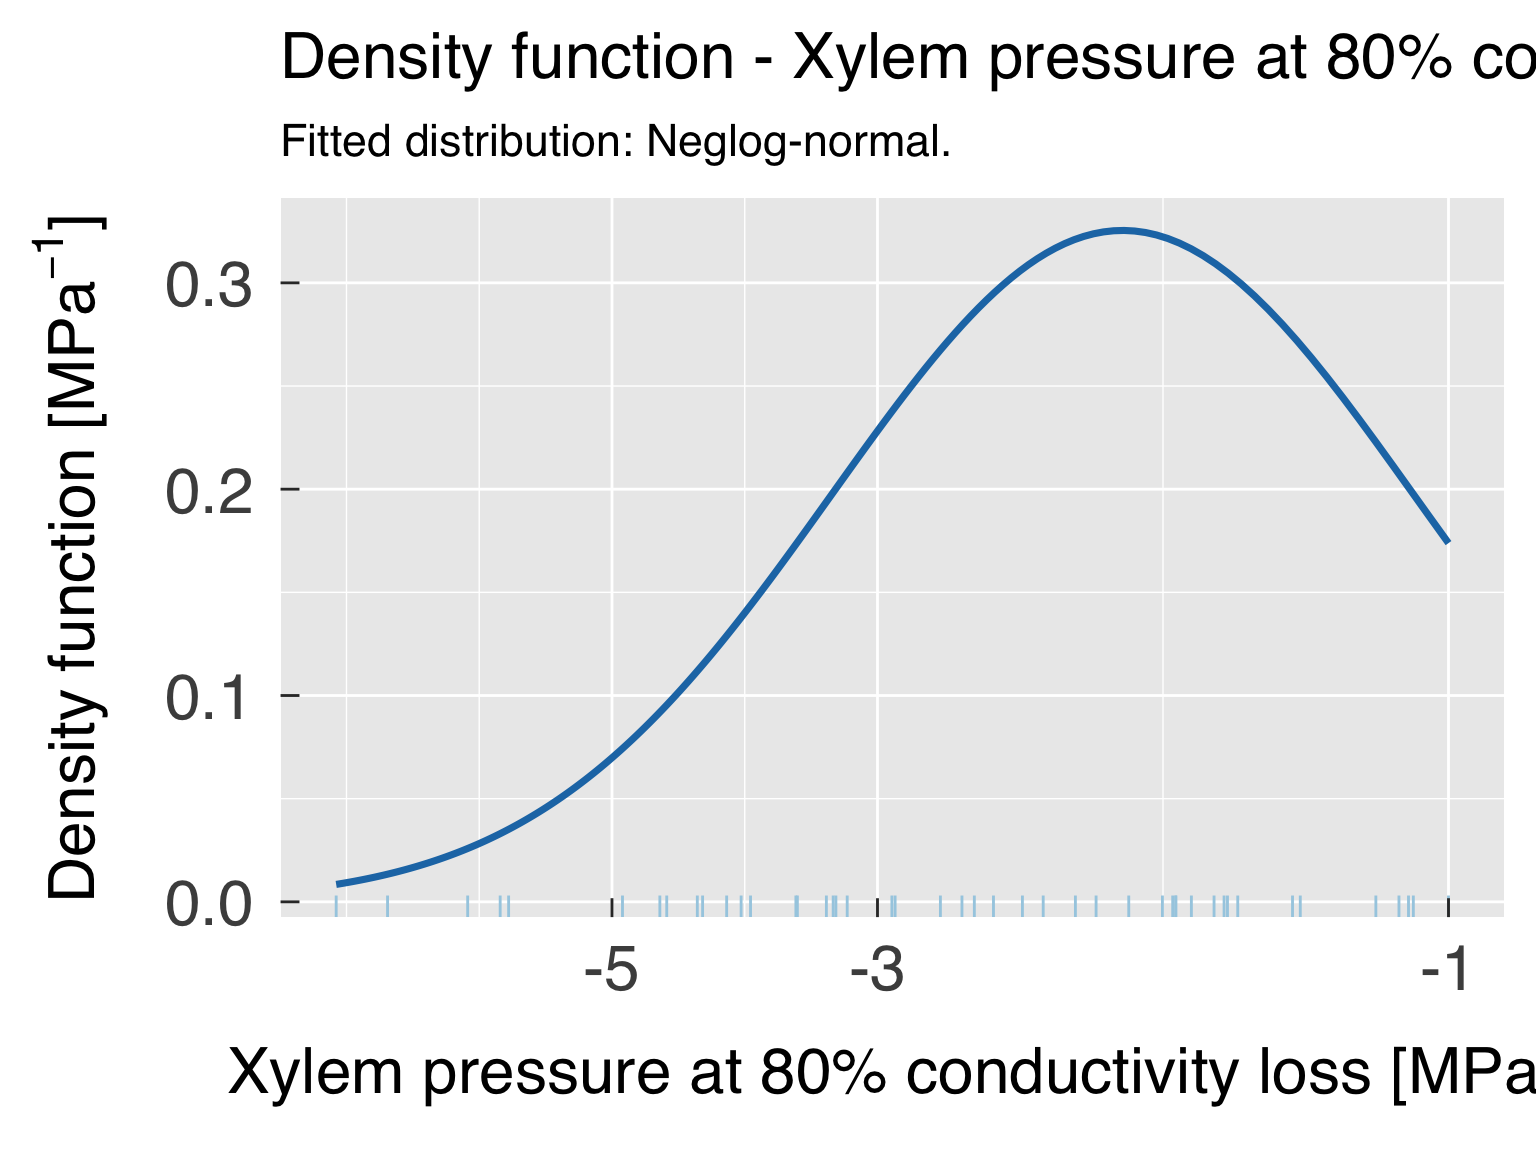 Density function - Xylem pressure at 80% co
Fitted distribution: Neglog-normal.
Density function [MPa⁻¹]
0.3
0.2
0.1
0.0
-5 -3 -1
Xylem pressure at 80% conductivity loss [MPa